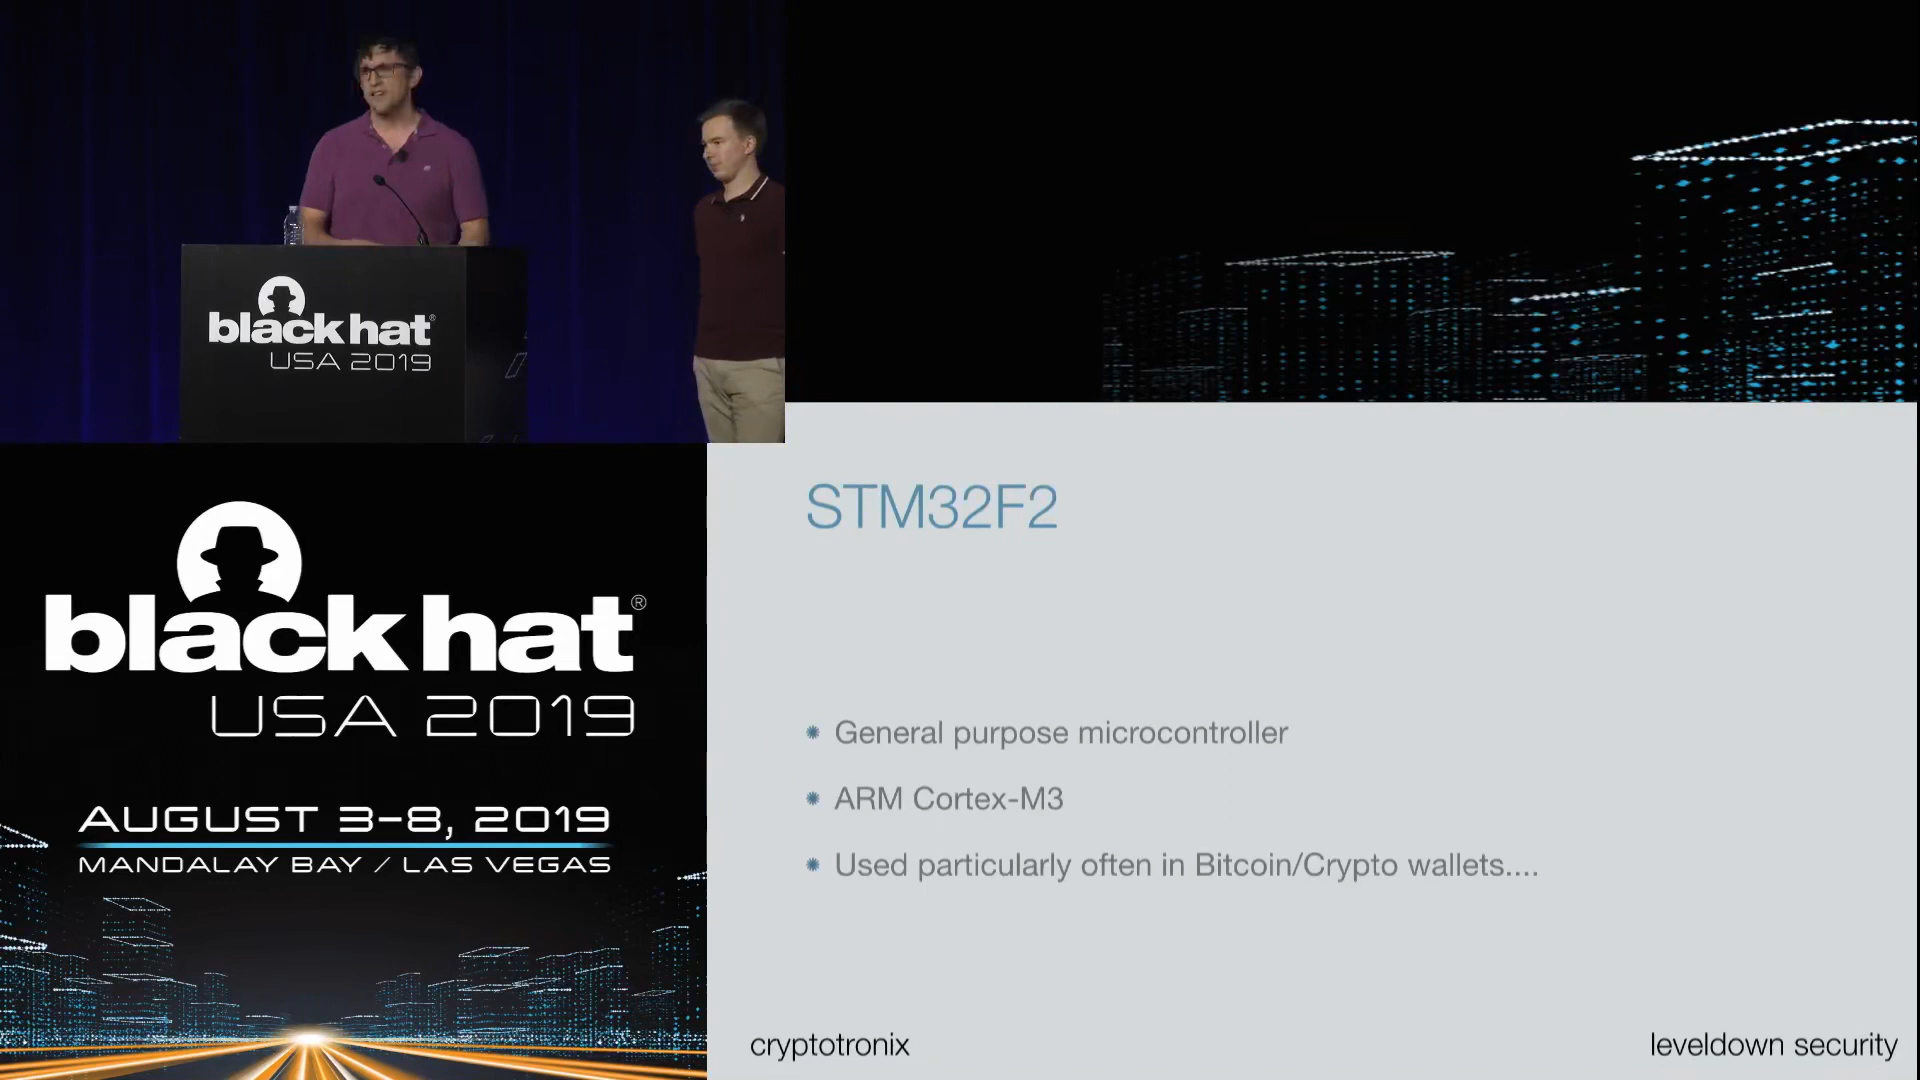 black hat®
USA 2019
black hat®
USA 2019
AUGUST 3-8, 2019
MANDALAY BAY / LAS VEGAS
STM32F2
General purpose microcontroller
ARM Cortex-M3
Used particularly often in Bitcoin/Crypto wallets....
cryptotronix
leveldown security